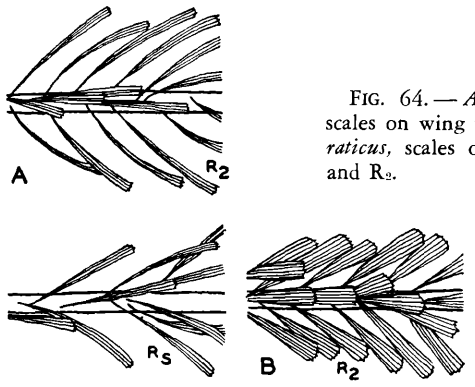 FIG. 64.—A
scales on wing
raticus, scales o
and R₂.
A
R₂
Rs
B
R₂